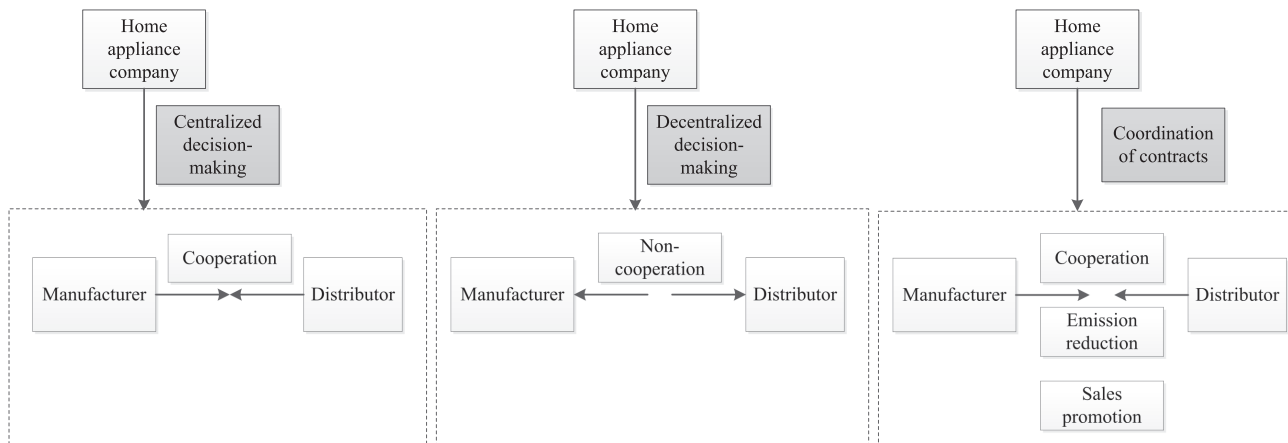 Home
appliance
company
Centralized
decision-
making
Cooperation
Manufacturer
Distributor
Home
appliance
company
Decentralized
decision-
making
Non-
cooperation
Manufacturer
Distributor
Home
appliance
company
Coordination
of contracts
Cooperation
Manufacturer
Distributor
Emission
reduction
Sales
promotion